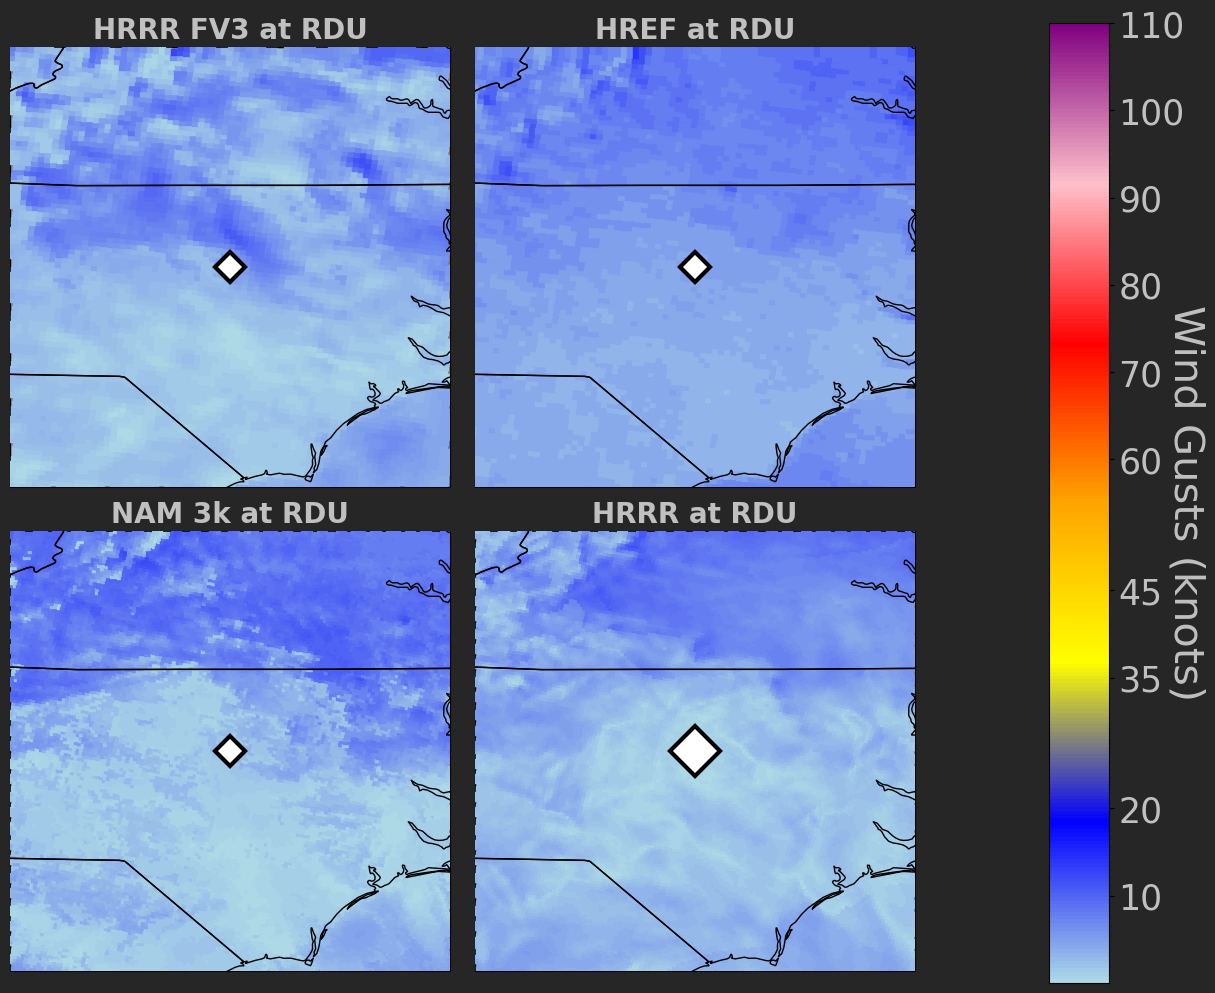 HRRR FV3 at RDU
HREF at RDU
NAM 3k at RDU
HRRR at RDU
110
100
90
80
70
60
45
35
20
10
Wind Gusts (knots)